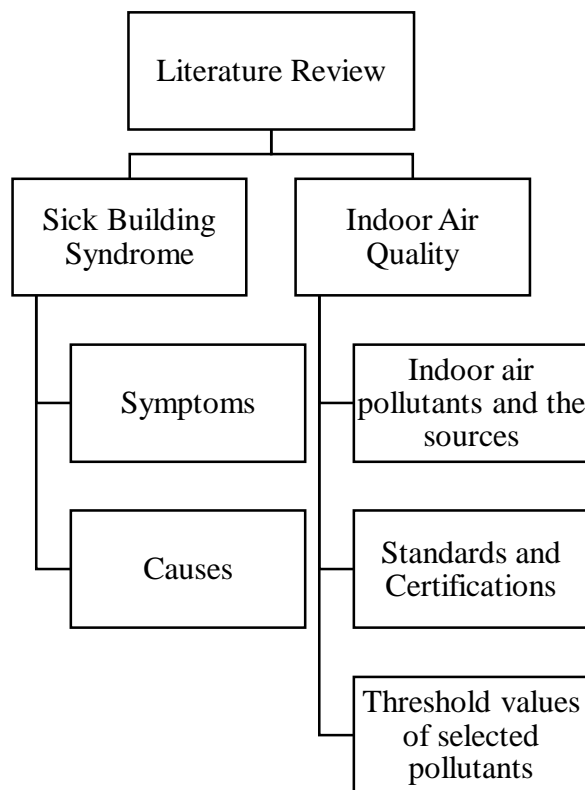 Literature Review
Sick Building
Syndrome
Symptoms
Causes
Indoor Air
Quality
Indoor air
pollutants and the
sources
Standards and
Certifications
Threshold values
of selected
pollutants